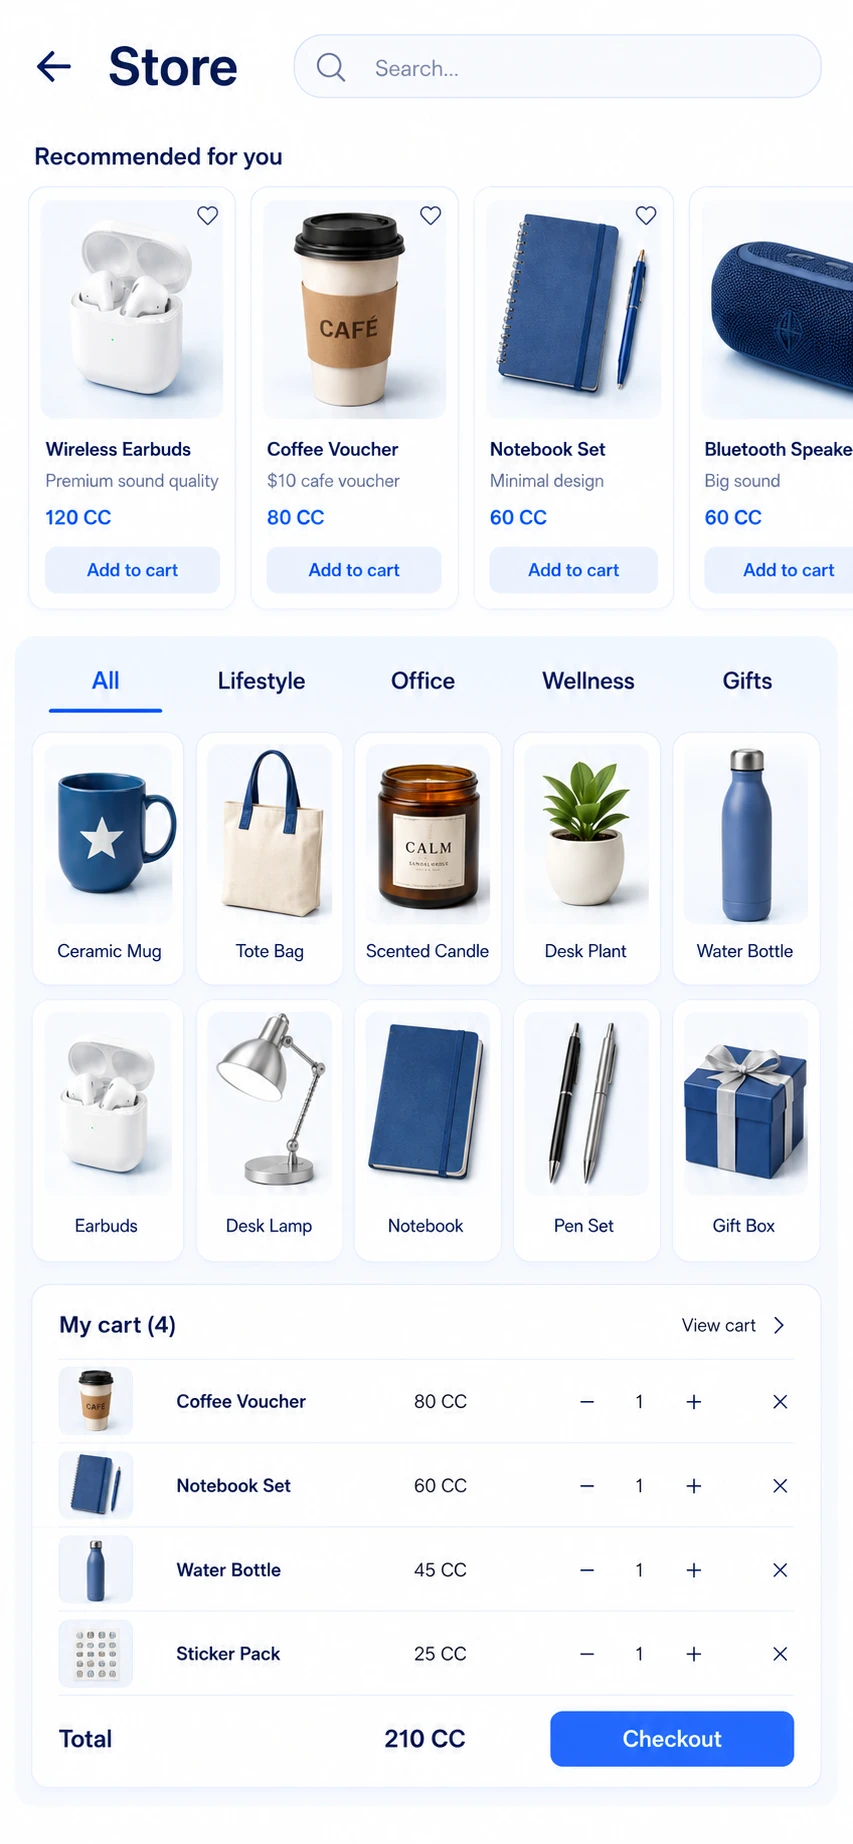 Store
Search...
Recommended for you
CAFÉ
Wireless Earbuds
Premium sound quality
120 CC
Add to cart
Coffee Voucher
$10 cafe voucher
80 CC
Add to cart
Notebook Set
Minimal design
60 CC
Add to cart
Bluetooth Speake
Big sound
60 CC
Add to cart
All
Lifestyle
Office
Wellness
Gifts
CALM
Ceramic Mug
Tote Bag
Scented Candle
Desk Plant
Water Bottle
Earbuds
Desk Lamp
Notebook
Pen Set
Gift Box
My cart (4)
View cart
CAFÉ
Coffee Voucher
80 CC
1
Notebook Set
60 CC
1
Water Bottle
45 CC
1
Sticker Pack
25 CC
1
Total
210 CC
Checkout